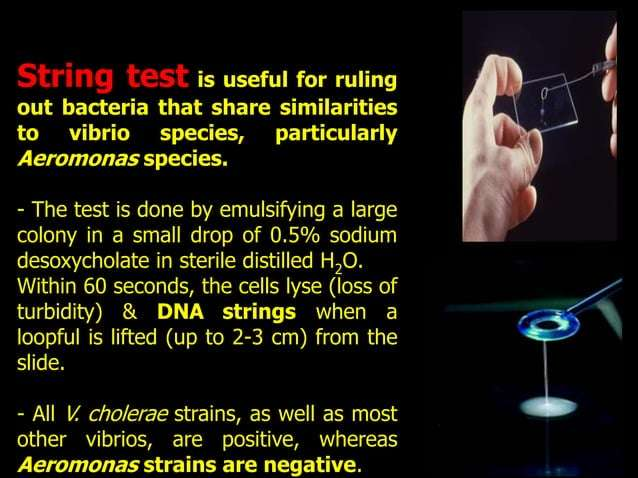 String test is useful for ruling
out bacteria that share similarities
to vibrio species, particularly
Aeromonas species.
- The test is done by emulsifying a large
colony in a small drop of 0.5% sodium
desoxycholate in sterile distilled H₂O.
Within 60 seconds, the cells lyse (loss of
turbidity) & DNA strings when a
loopful is lifted (up to 2-3 cm) from the
slide.
- All V. cholerae strains, as well as most
other vibrios, are positive, whereas
Aeromonas strains are negative.